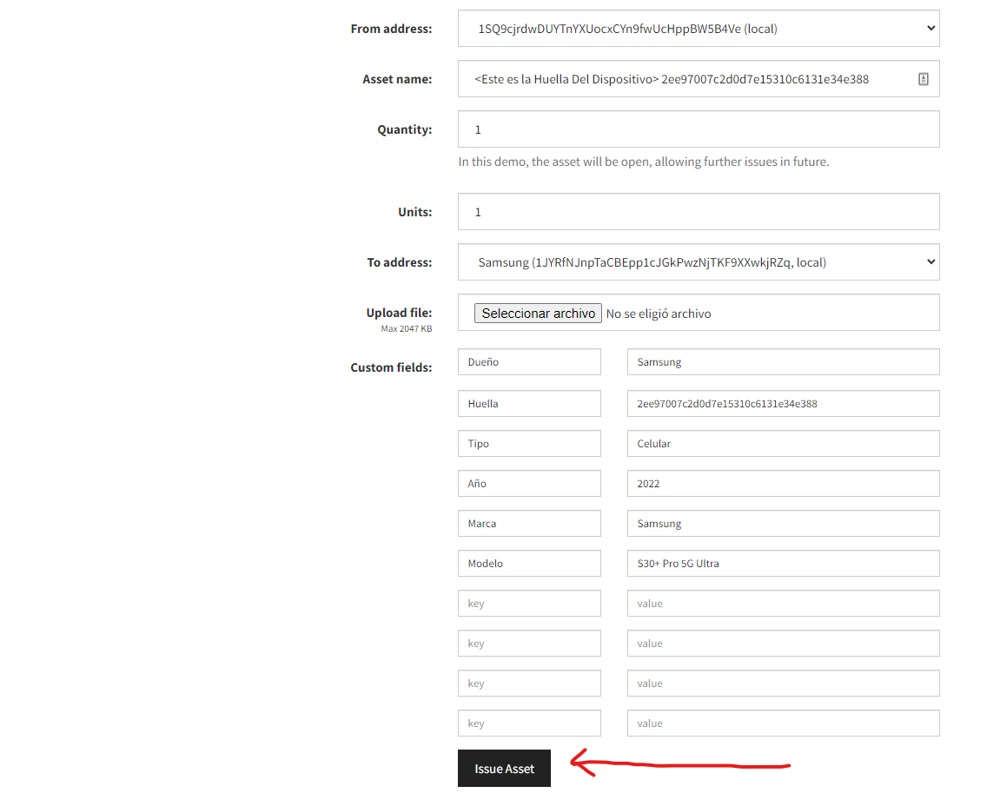 From address: 1SQ9cjrdwDUYTnYXUocxCYn9fwUcHppBW5B4Ve (local)
Asset name: <Este es la Huella Del Dispositivo> 2ee97007c2d0d7e15310c6131e34e388
Quantity: 1
In this demo, the asset will be open, allowing further issues in future.
Units: 1
To address: Samsung (1JYRfNJnpTaCBEpp1cJGkPwzNjTKF9XXwkjRZq, local)
Upload file: Seleccionar archivo No se eligió archivo
Max 2047 KB
Custom fields: Dueño Samsung
Huella 2ee97007c2d0d7e15310c6131e34e388
Tipo Celular
Año 2022
Marca Samsung
Modelo S30+ Pro 5G Ultra
key value
key value
key value
key value
Issue Asset